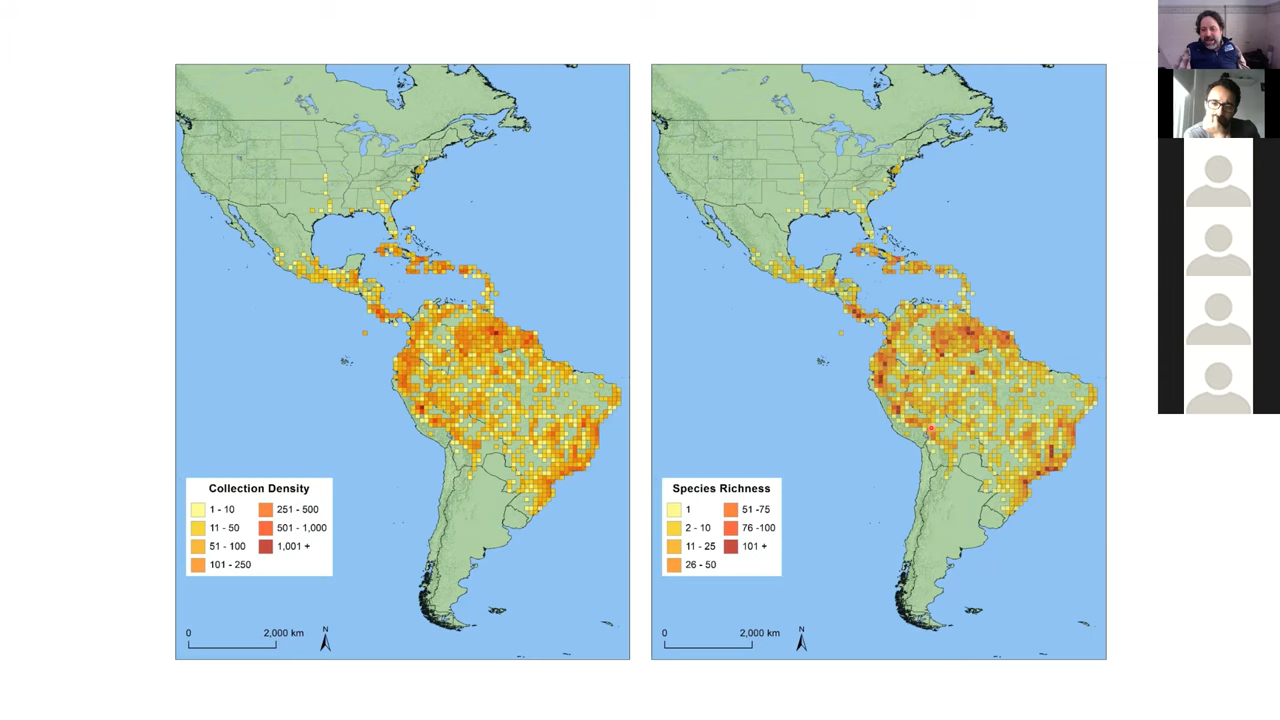 Collection Density
1 - 10
251 - 500
11 - 50
501 - 1,000
51 - 100
1,001 +
101 - 250
0
2,000 km
N
Species Richness
1
51 -75
2 - 10
76 -100
11 - 25
101 +
26 - 50
0
2,000 km
N